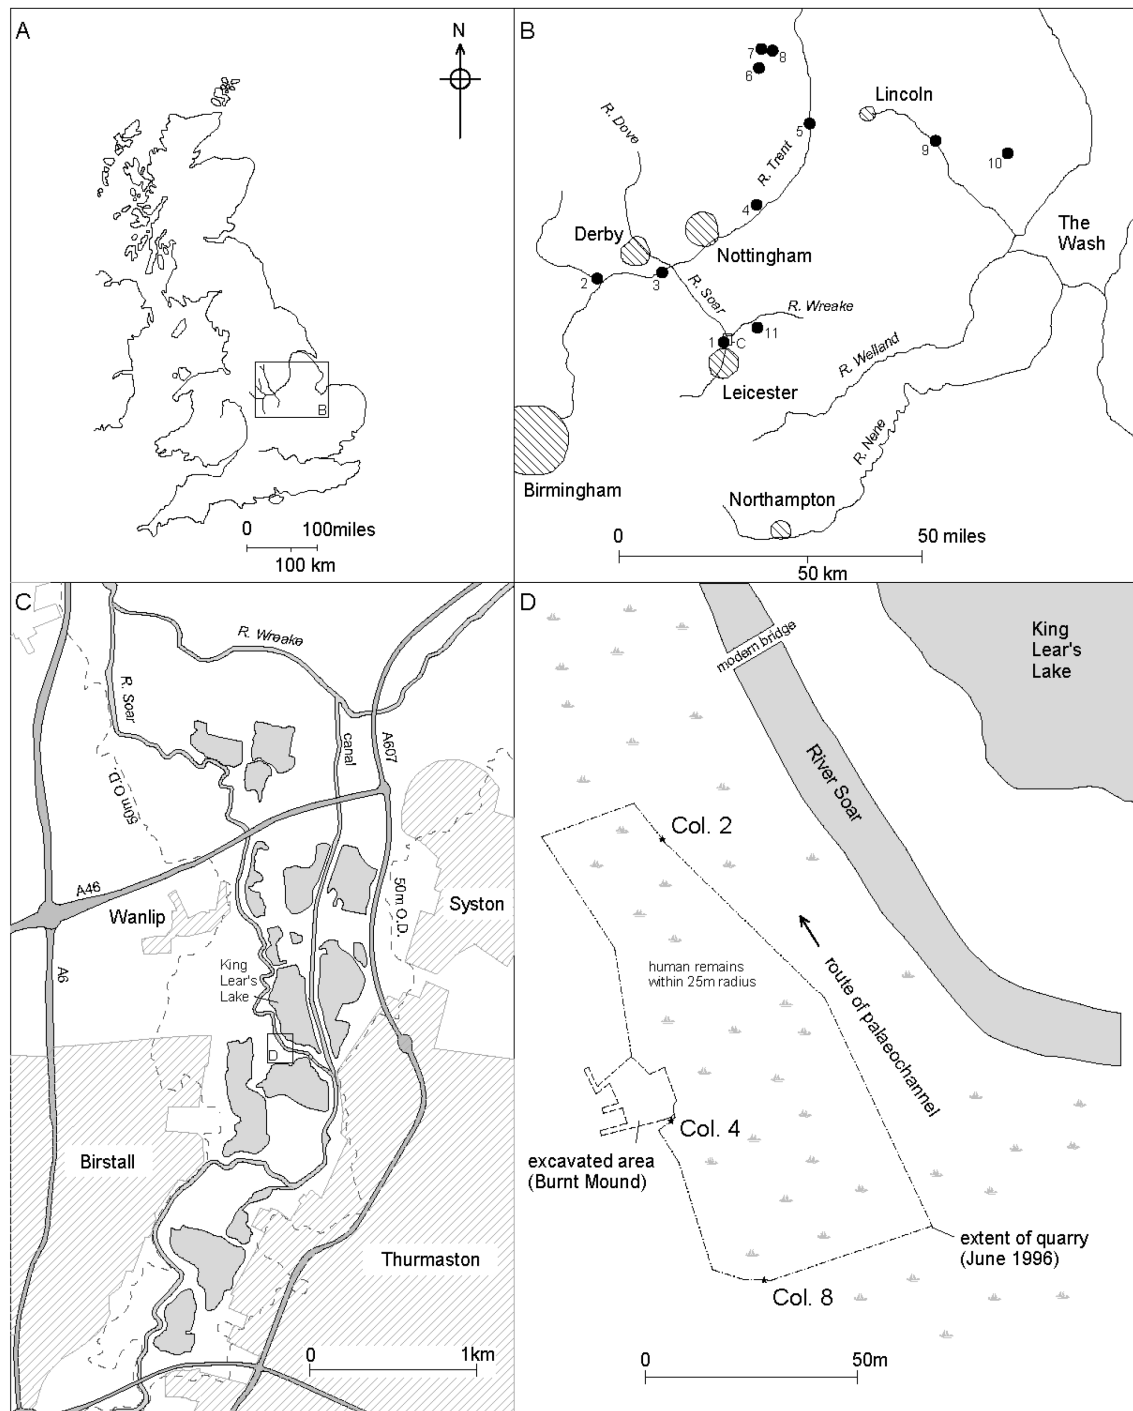 A
N
B
0 100miles
100 km
B
R. Dove
7
8
6
5
R. Trent
4
Lincoln
9
10
The
Wash
Derby
Nottingham
2
3
R. Soar
R. Wreake
11
1
C
Leicester
R. Welland
R. Nene
Birmingham
Northampton
0 50 miles
50 km
C
R. Wreake
R. Soar
canal
A607
50m O.D.
A46
Wanlip
50m O.D.
Syston
A6
King
Lear's
Lake
D
Birstall
Thurmaston
0 1km
D
modern bridge
King
Lear's
Lake
River Soar
Col. 2
human remains
within 25m radius
route of palaeochannel
Col. 4
excavated area
(Burnt Mound)
extent of quarry
(June 1996)
Col. 8
0 50m